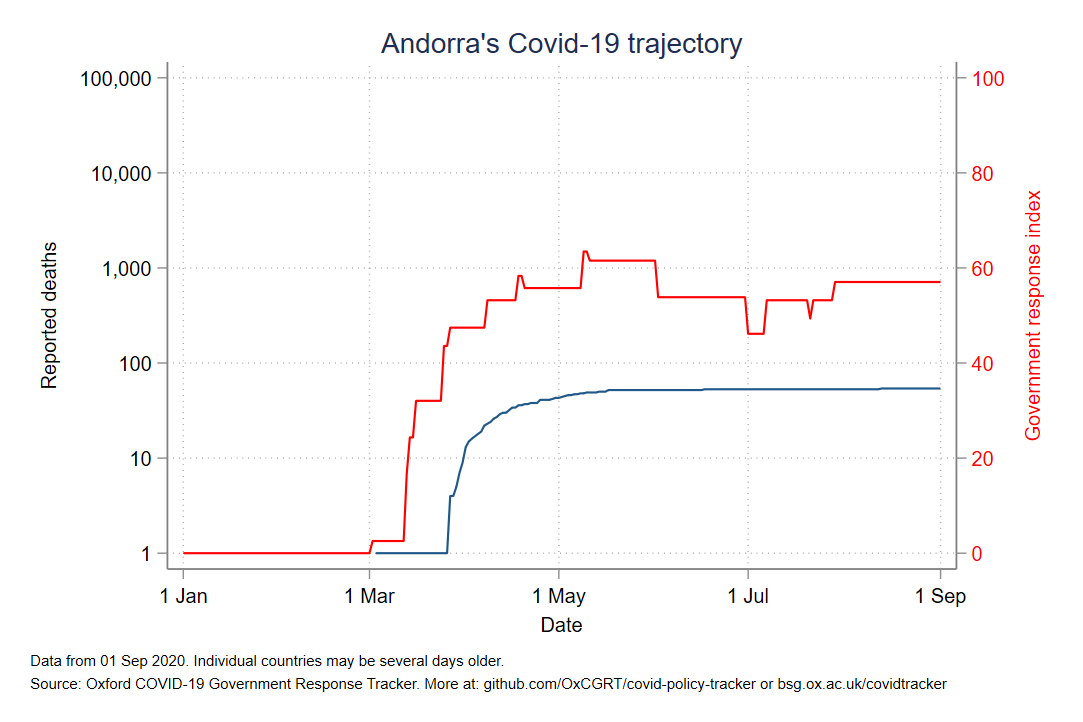 Andorra's Covid-19 trajectory
100,000
10,000
1,000
100
10
1
Reported deaths
100
80
60
40
20
0
Government response index
1 Jan
1 Mar
1 May
1 Jul
1 Sep
Date
Data from 01 Sep 2020. Individual countries may be several days older.
Source: Oxford COVID-19 Government Response Tracker. More at: github.com/OxCGRT/covid-policy-tracker or bsg.ox.ac.uk/covidtracker